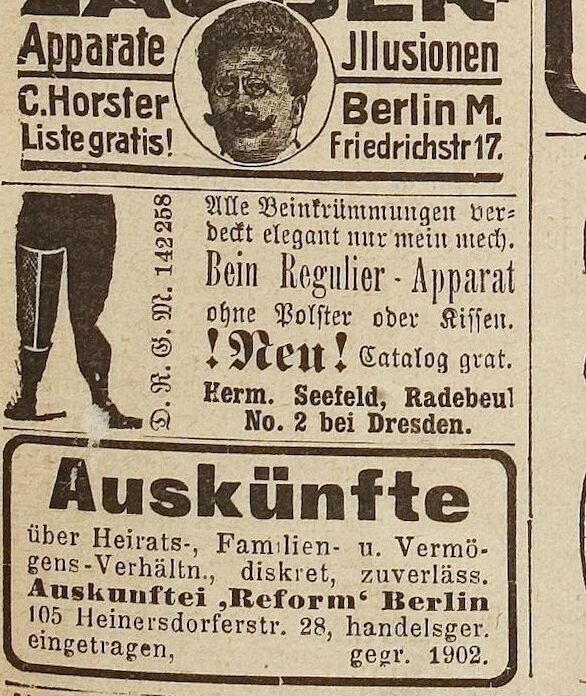 Apparate
Jllusionen
C. Horster
Liste gratis!
Berlin M.
Friedrichstr 17.
D. R. G. M. 142 258
Alle Beinkrümmungen ver-
deckt elegant nur mein mech.
Bein Regulier - Apparat
ohne Polster oder Kissen.
!Neu! Catalog grat.
Herm. Seefeld, Radebeul
No. 2 bei Dresden.
Auskünfte
über Heirats-, Familien- u. Vermö-
gens-Verhältn., diskret, zuverläss.
Auskunftei ‚Reform‘ Berlin
105 Heinersdorferstr. 28, handelsger.
eingetragen, gegr. 1902.